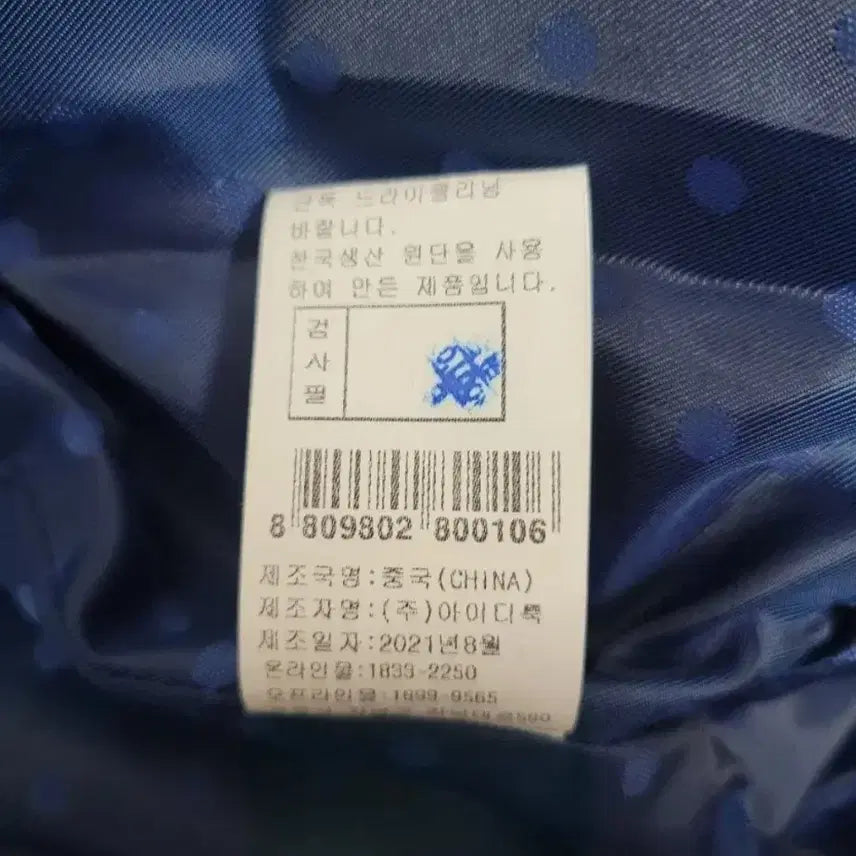 단독 드라이클리닝
바랍니다.
한국생산 원단을 사용
하여 만든 제품입니다.
검
사
필
8 809802 800106
제조국명:중국(CHINA)
제조자명:(주)아이디룩
제조일자:2021년8월
온라인몰:1833-2250
오프라인몰:1699-9565